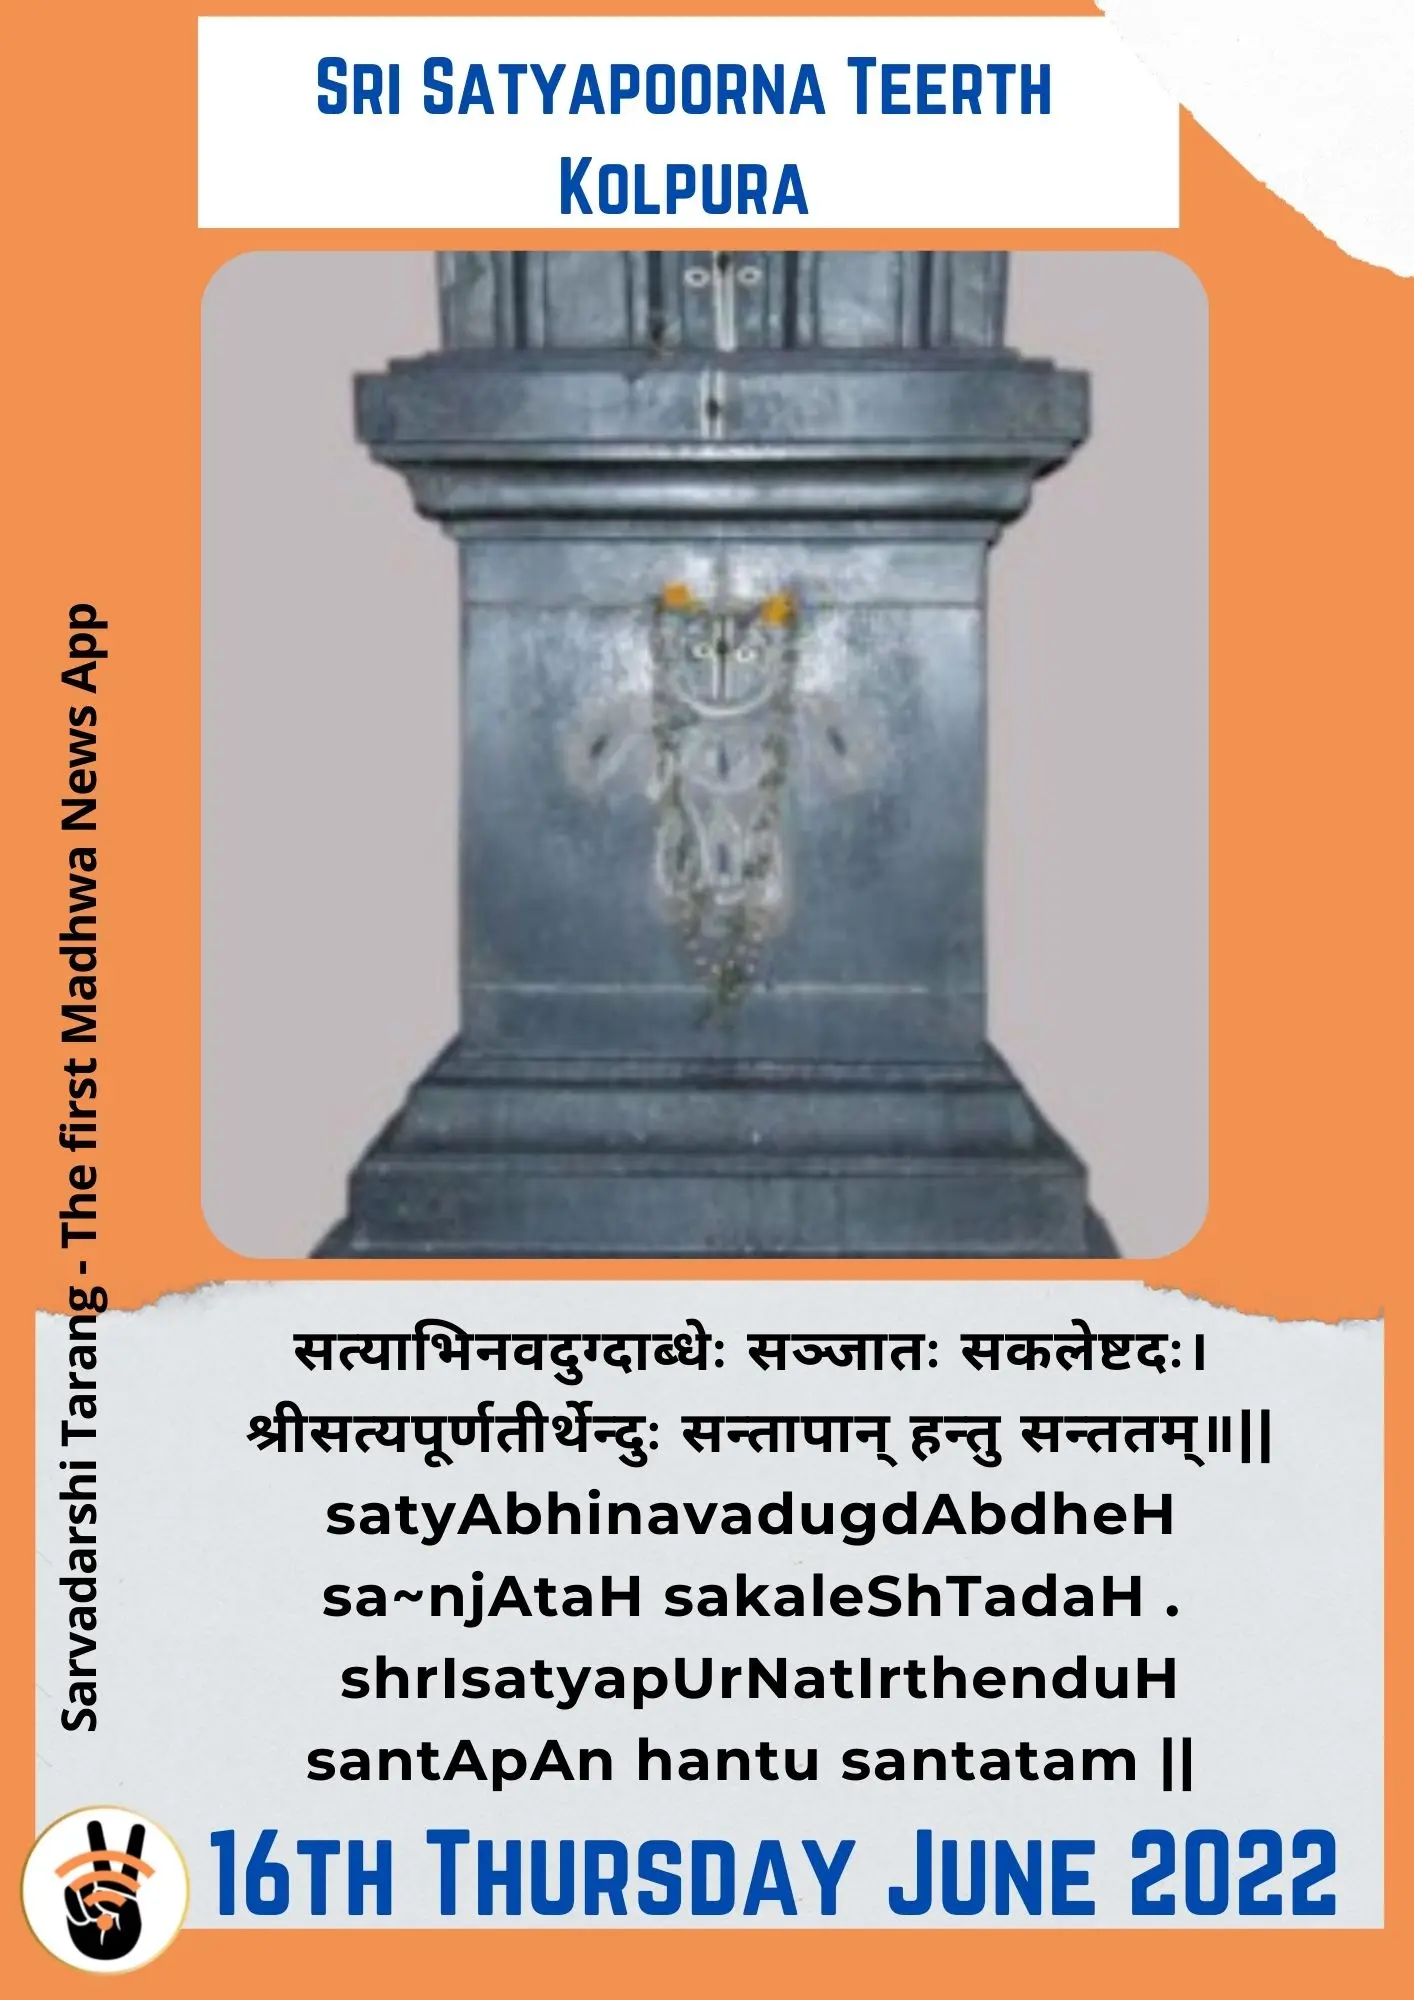 Sri Satyapoorna Teerth
Kolpura
Sarvadarshi Tarang - The first Madhwa News App
सत्याभिनवदुग्दाब्धेः सञ्जातः सकलेष्टदः।
श्रीसत्यपूर्णतीर्थेन्दुः सन्तापान् हन्तु सन्ततम्॥||
satyAbhinavadugdAbdheH
sa~njAtaH sakaleShTadaH .
shrIsatyapUrNatIrthenduH
santApAn hantu santatam ||
16th Thursday June 2022